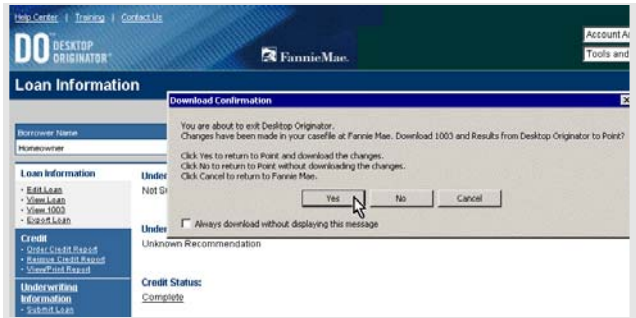 Help Center | Training | Contact Us
DO DESKTOP
ORIGINATOR
FannieMae.
Account A
Tools and
Loan Information
Download Confirmation
You are about to exit Desktop Originator.
Changes have been made in your casefile at Fannie Mae. Download 1003 and Results from Desktop Originator to Point?
Click Yes to return to Point and download the changes.
Click No to return to Point without downloading the changes.
Click Cancel to return to Fannie Mae.
Yes No Cancel
Always download without displaying this message
Borrower Name
Homeowner
Loan Information
· Edit Loan
· View Loan
· View 1003
· Export Loan
Credit
· Order Credit Report
· Reissue Credit Report
· View/Print Report
Underwriting
Information
· Submit Loan
Under
Not Su
Under
Unknown Recommendation
Credit Status:
Complete